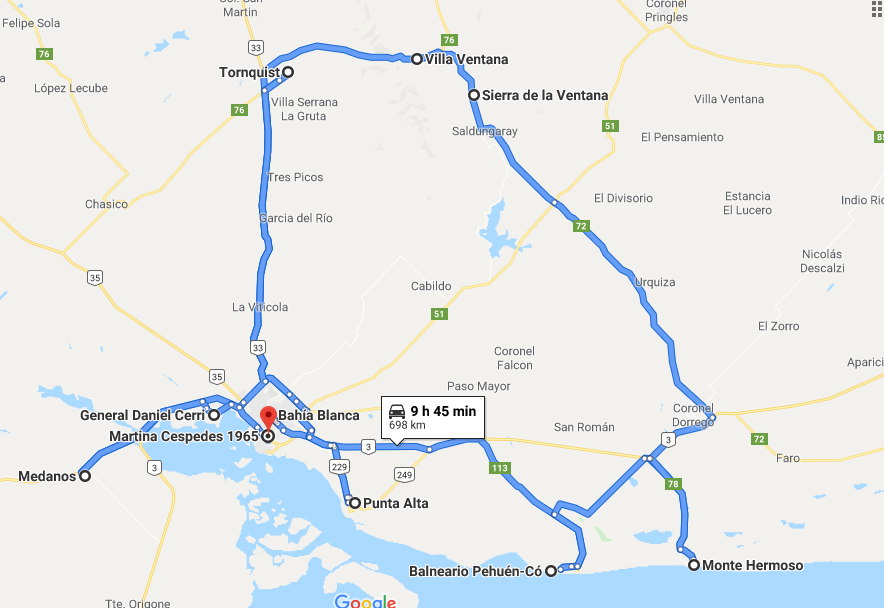 Col. San
Martin
Coronel
Pringles
Felipe Sola
33
76
76
Villa Ventana
Tornquist
López Lecube
Sierra de la Ventana
Villa Serrana
La Gruta
76
Villa Ventana
Saldungaray
51
El Pensamiento
85
Tres Picos
Chasico
Garcia del Río
El Divisorio
Estancia
El Lucero
Indio Ric
72
Nicolás
Descalzi
35
Cabildo
Urquiza
La Viticola
51
El Zorro
33
Coronel
Falcon
Aparici
35
Paso Mayor
9 h 45 min
698 km
General Daniel Cerri
Bahía Blanca
Coronel
Dorrego
Martina Cespedes 1965
San Román
3
3
72
Faro
3
229
249
113
Medanos
78
Punta Alta
Balneario Pehuén-Có
Monte Hermoso
Tte. Origone
Google